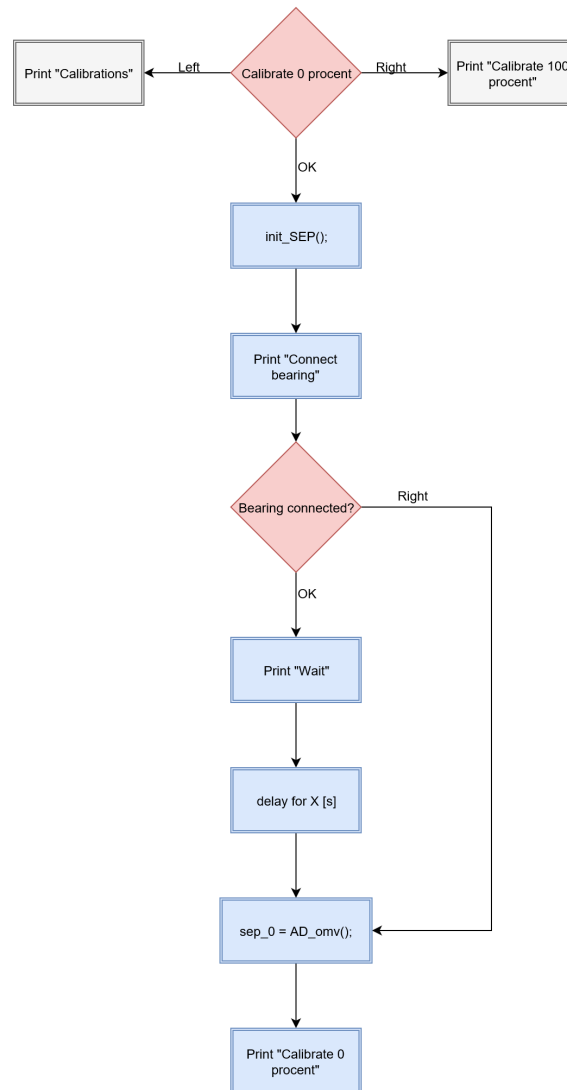 Print "Calibrations"
Left
Calibrate 0 procent
Right
Print "Calibrate 100
procent"
OK
init_SEP();
Print "Connect
bearing"
Bearing connected?
Right
OK
Print "Wait"
delay for X [s]
sep_0 = AD_omv();
Print "Calibrate 0
procent"